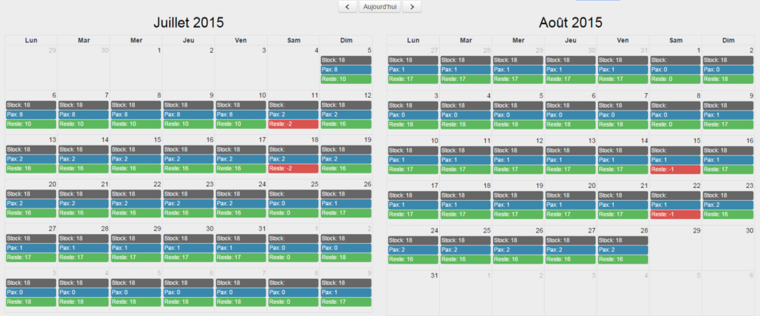 Aujourd'hui
Juillet 2015
Lun Mar Mer Jeu Ven Sam Dim
29 30 1 2 3 4 5
Stock: 18
Pax: 8
Reste: 10
6 7 8 9 10 11 12
Stock: 18 Stock: 18 Stock: 18 Stock: 18 Stock: 18 Stock: Stock: 18
Pax: 8 Pax: 8 Pax: 8 Pax: 8 Pax: 8 Pax: 2 Pax: 2
Reste: 10 Reste: 10 Reste: 10 Reste: 10 Reste: 10 Reste: -2 Reste: 16
13 14 15 16 17 18 19
Stock: 18 Stock: 18 Stock: 18 Stock: 18 Stock: 18 Stock: Stock: 18
Pax: 2 Pax: 2 Pax: 2 Pax: 2 Pax: 2 Pax: 2 Pax: 2
Reste: 16 Reste: 16 Reste: 16 Reste: 16 Reste: 16 Reste: -2 Reste: 16
20 21 22 23 24 25 26
Stock: 18 Stock: 18 Stock: 18 Stock: 18 Stock: 18 Stock: Stock: 18
Pax: 2 Pax: 2 Pax: 2 Pax: 2 Pax: 2 Pax: 0 Pax: 1
Reste: 16 Reste: 16 Reste: 16 Reste: 16 Reste: 16 Reste: 0 Reste: 17
27 28 29 30 31 1 2
Stock: 18 Stock: 18 Stock: 18 Stock: 18 Stock: 18 Stock: Stock: 18
Pax: 1 Pax: 1 Pax: 1 Pax: 1 Pax: 1 Pax: 0 Pax: 0
Reste: 17 Reste: 17 Reste: 17 Reste: 17 Reste: 17 Reste: 0 Reste: 18
3 4 5 6 7 8 9
Stock: 18 Stock: 18 Stock: 18 Stock: 18 Stock: 18 Stock: Stock: 18
Pax: 0 Pax: 0 Pax: 0 Pax: 0 Pax: 0 Pax: 0 Pax: 1
Reste: 18 Reste: 18 Reste: 18 Reste: 18 Reste: 18 Reste: 0 Reste: 17
Août 2015
Lun Mar Mer Jeu Ven Sam Dim
27 28 29 30 31 1 2
Stock: 18 Stock: 18 Stock: 18 Stock: 18 Stock: 18 Stock: Stock: 18
Pax: 1 Pax: 1 Pax: 1 Pax: 1 Pax: 1 Pax: 0 Pax: 0
Reste: 17 Reste: 17 Reste: 17 Reste: 17 Reste: 17 Reste: 0 Reste: 18
3 4 5 6 7 8 9
Stock: 18 Stock: 18 Stock: 18 Stock: 18 Stock: 18 Stock: Stock: 18
Pax: 0 Pax: 0 Pax: 0 Pax: 0 Pax: 0 Pax: 0 Pax: 1
Reste: 18 Reste: 18 Reste: 18 Reste: 18 Reste: 18 Reste: 0 Reste: 17
10 11 12 13 14 15 16
Stock: 18 Stock: 18 Stock: 18 Stock: 18 Stock: 18 Stock: Stock: 18
Pax: 1 Pax: 1 Pax: 1 Pax: 1 Pax: 1 Pax: 1 Pax: 1
Reste: 17 Reste: 17 Reste: 17 Reste: 17 Reste: 17 Reste: -1 Reste: 17
17 18 19 20 21 22 23
Stock: 18 Stock: 18 Stock: 18 Stock: 18 Stock: 18 Stock: Stock: 18
Pax: 1 Pax: 1 Pax: 1 Pax: 1 Pax: 1 Pax: 1 Pax: 2
Reste: 17 Reste: 17 Reste: 17 Reste: 17 Reste: 17 Reste: -1 Reste: 16
24 25 26 27 28 29 30
Stock: 18 Stock: 18 Stock: 18 Stock: 18 Stock: 18
Pax: 2 Pax: 2 Pax: 2 Pax: 2 Pax: 2
Reste: 16 Reste: 16 Reste: 16 Reste: 16 Reste: 16
31 1 2 3 4 5 6